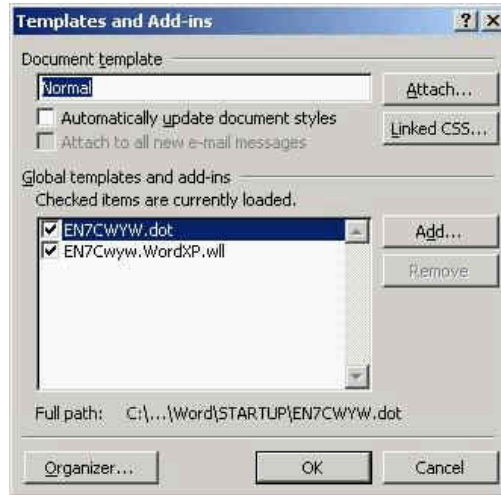 Templates and Add-ins
Document template
Normal
Attach...
Automatically update document styles
Attach to all new e-mail messages
Linked CSS...
Global templates and add-ins
Checked items are currently loaded.
EN7CWYW.dot
Add...
EN7Cwyw.WordXP.wll
Remove
Full path: C:\...\Word\STARTUP\EN7CWYW.dot
Organizer...
OK
Cancel